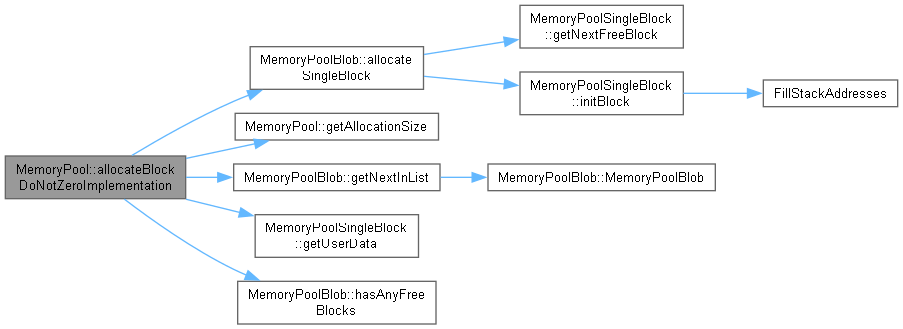 MemoryPoolSingleBlock
::getNextFreeBlock
MemoryPoolBlob::allocate
SingleBlock
MemoryPoolSingleBlock
::initBlock
FillStackAddresses
MemoryPool::getAllocationSize
MemoryPool::allocateBlock
DoNotZeroImplementation
MemoryPoolBlob::getNextInList
MemoryPoolBlob::MemoryPoolBlob
MemoryPoolSingleBlock
::getUserData
MemoryPoolBlob::hasAnyFree
Blocks